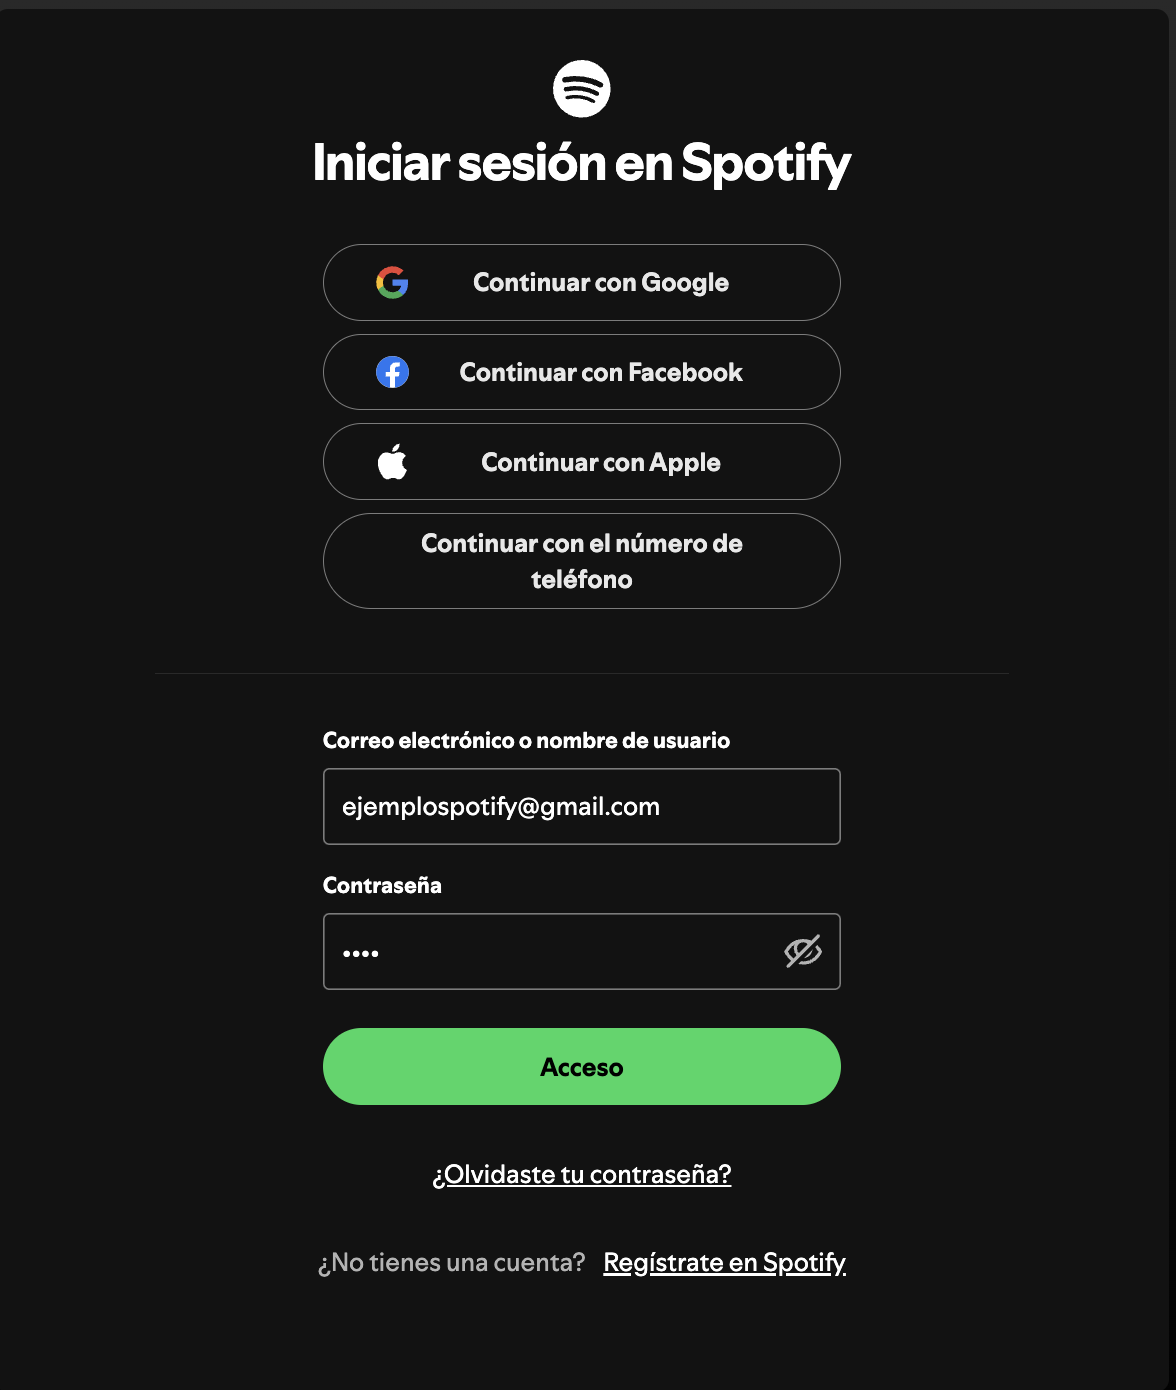 Iniciar sesión en Spotify
Continuar con Google
Continuar con Facebook
Continuar con Apple
Continuar con el número de
teléfono
Correo electrónico o nombre de usuario
ejemplospotify@gmail.com
Contraseña
••••
Acceso
¿Olvidaste tu contraseña?
¿No tienes una cuenta? Regístrate en Spotify